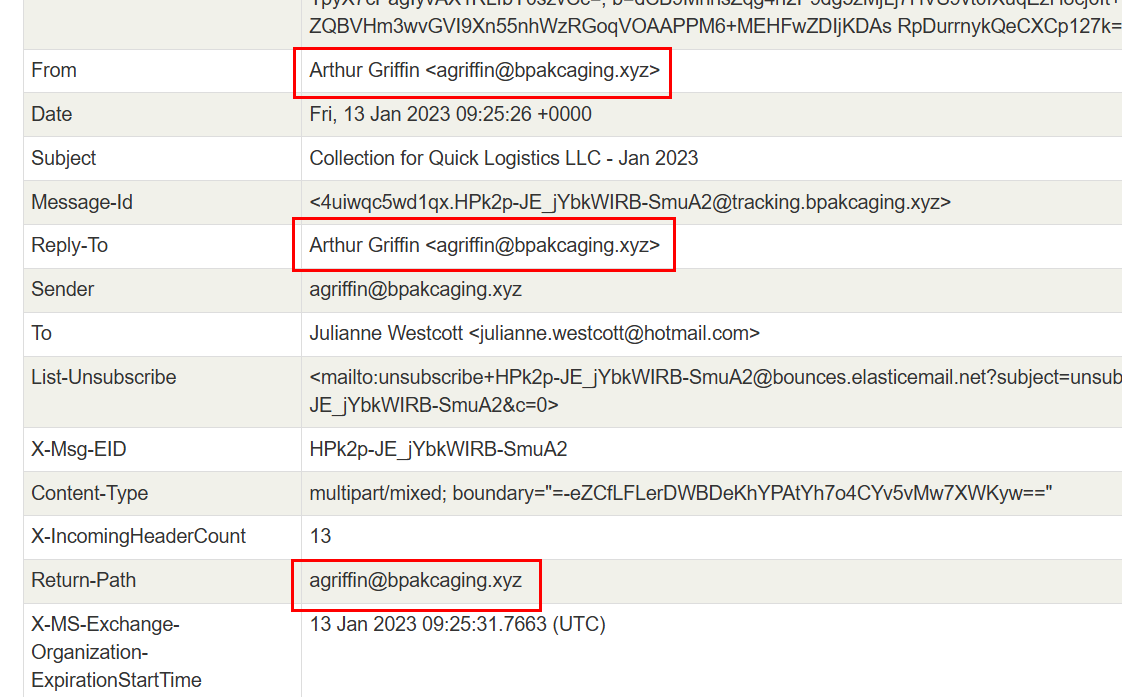 ZQBVHm3wvGVI9Xn55nhWzRGoqVOAAPPM6+MEHFwZDIjKDAs RpDurrnykQeCXCp127k=
From Arthur Griffin <agriffin@bpakcaging.xyz>
Date Fri, 13 Jan 2023 09:25:26 +0000
Subject Collection for Quick Logistics LLC - Jan 2023
Message-Id <4uiwqc5wd1qx.HPk2p-JE_jYbkWIRB-SmuA2@tracking.bpakcaging.xyz>
Reply-To Arthur Griffin <agriffin@bpakcaging.xyz>
Sender agriffin@bpakcaging.xyz
To Julianne Westcott <julianne.westcott@hotmail.com>
List-Unsubscribe <mailto:unsubscribe+HPk2p-JE_jYbkWIRB-SmuA2@bounces.elasticemail.net?subject=unsub
JE_jYbkWIRB-SmuA2&c=0>
X-Msg-EID HPk2p-JE_jYbkWIRB-SmuA2
Content-Type multipart/mixed; boundary="=-eZCfLFLerDWBDeKhYPAtYh7o4CYv5vMw7XWKyw=="
X-IncomingHeaderCount 13
Return-Path agriffin@bpakcaging.xyz
X-MS-Exchange- 13 Jan 2023 09:25:31.7663 (UTC)
Organization-
ExpirationStartTime